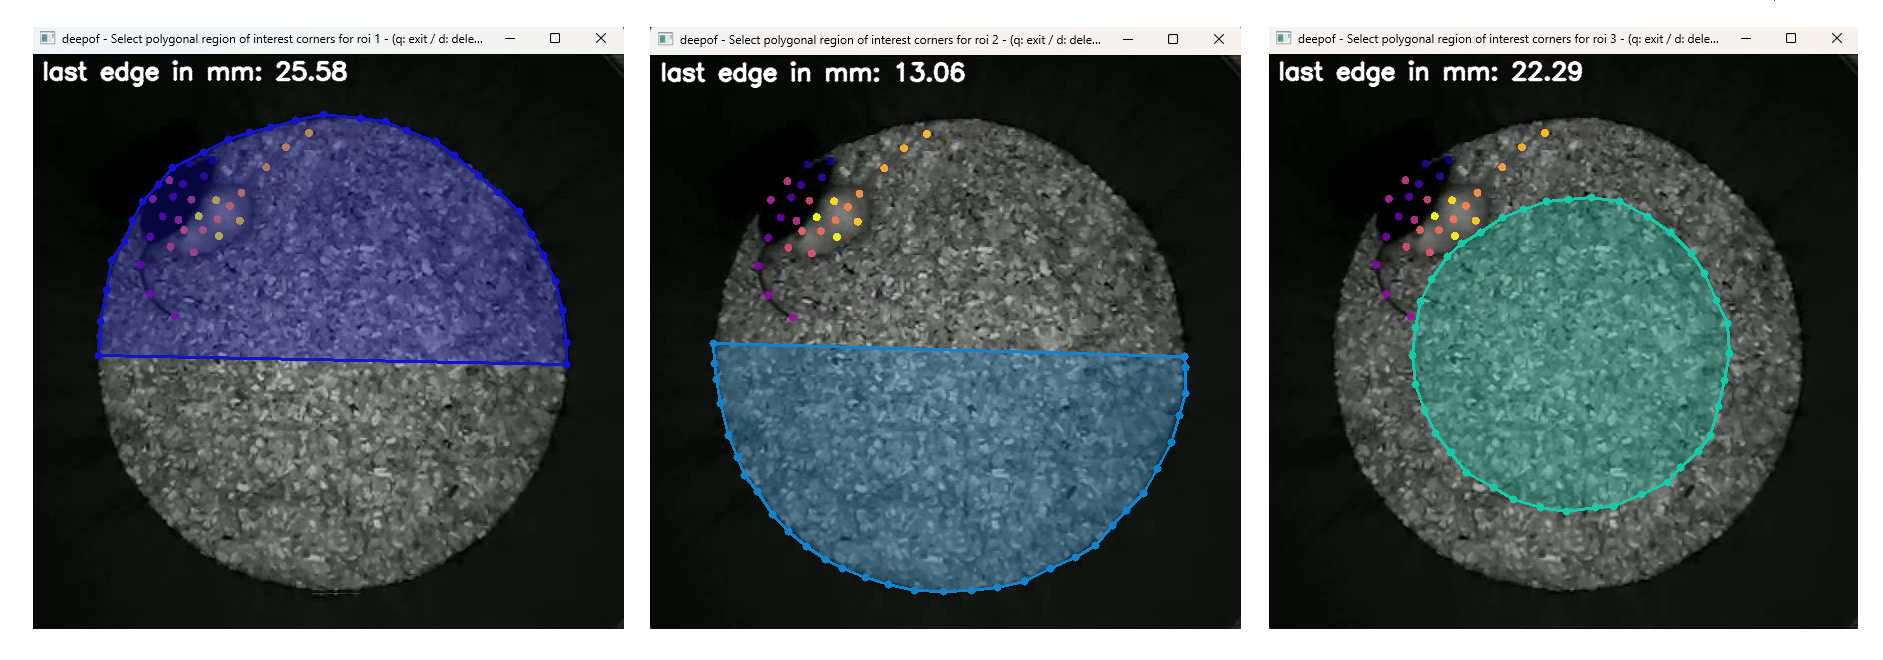 deepof - Select polygonal region of interest corners for roi 1 - (q: exit / d: dele...
last edge in mm: 25.58
deepof - Select polygonal region of interest corners for roi 2 - (q: exit / d: dele...
last edge in mm: 13.06
deepof - Select polygonal region of interest corners for roi 3 - (q: exit / d: dele...
last edge in mm: 22.29